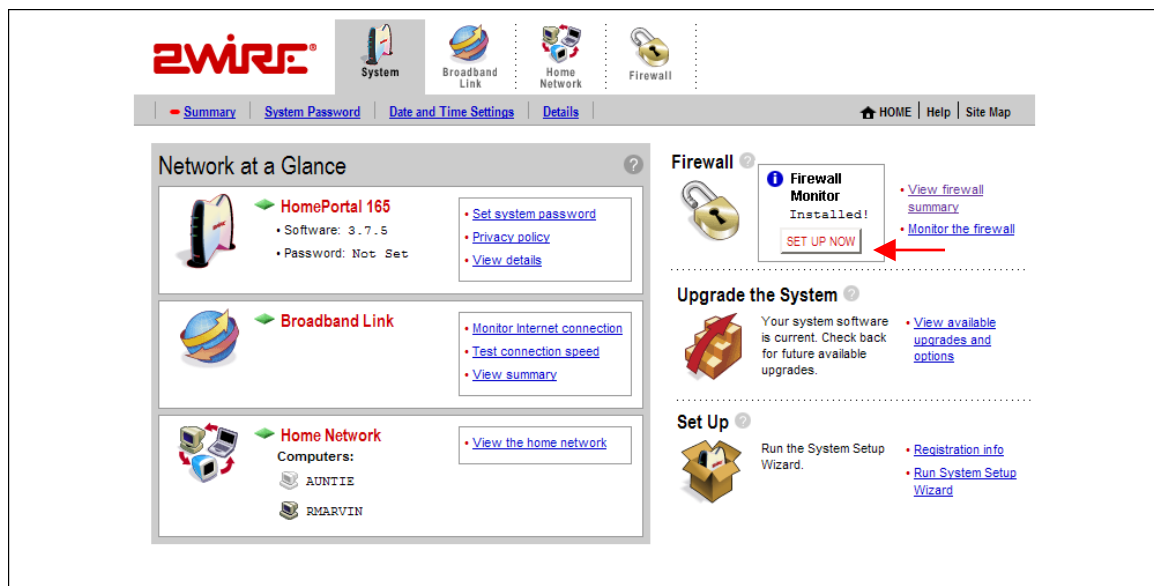 2WIRE®
System
Broadband
Link
Home
Network
Firewall
Summary
System Password
Date and Time Settings
Details
HOME
Help
Site Map
Network at a Glance
?
HomePortal 165
• Software: 3.7.5
• Password: Not Set
• Set system password
• Privacy policy
• View details
Broadband Link
• Monitor Internet connection
• Test connection speed
• View summary
Home Network
Computers:
AUNTIE
RMARVIN
• View the home network
Firewall ?
i Firewall
Monitor
Installed!
SET UP NOW
• View firewall
summary
• Monitor the firewall
Upgrade the System ?
Your system software
is current. Check back
for future available
upgrades.
• View available
upgrades and
options
Set Up ?
Run the System Setup
Wizard.
• Registration info
• Run System Setup
Wizard